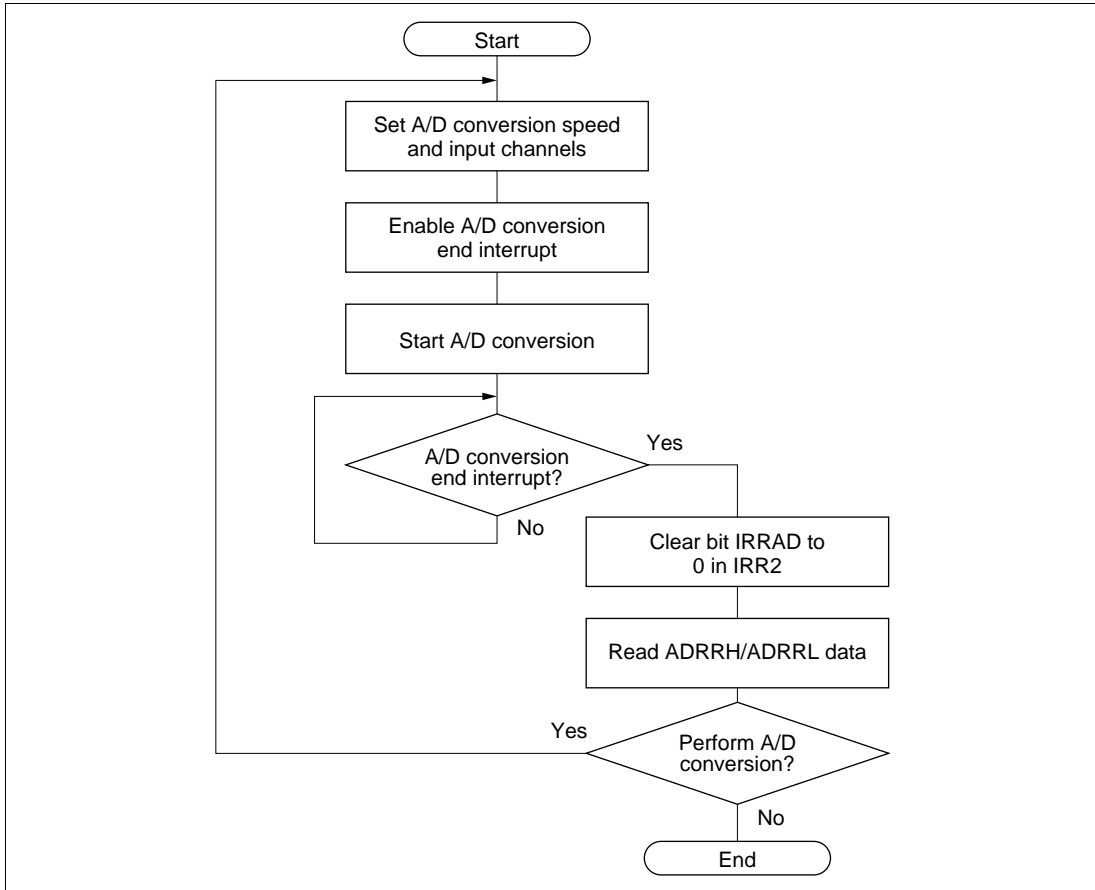 Start
Set A/D conversion speed
and input channels
Enable A/D conversion
end interrupt
Start A/D conversion
A/D conversion
end interrupt?
Yes
No
Clear bit IRRAD to
0 in IRR2
Read ADRRH/ADRRL data
Yes
Perform A/D
conversion?
No
End